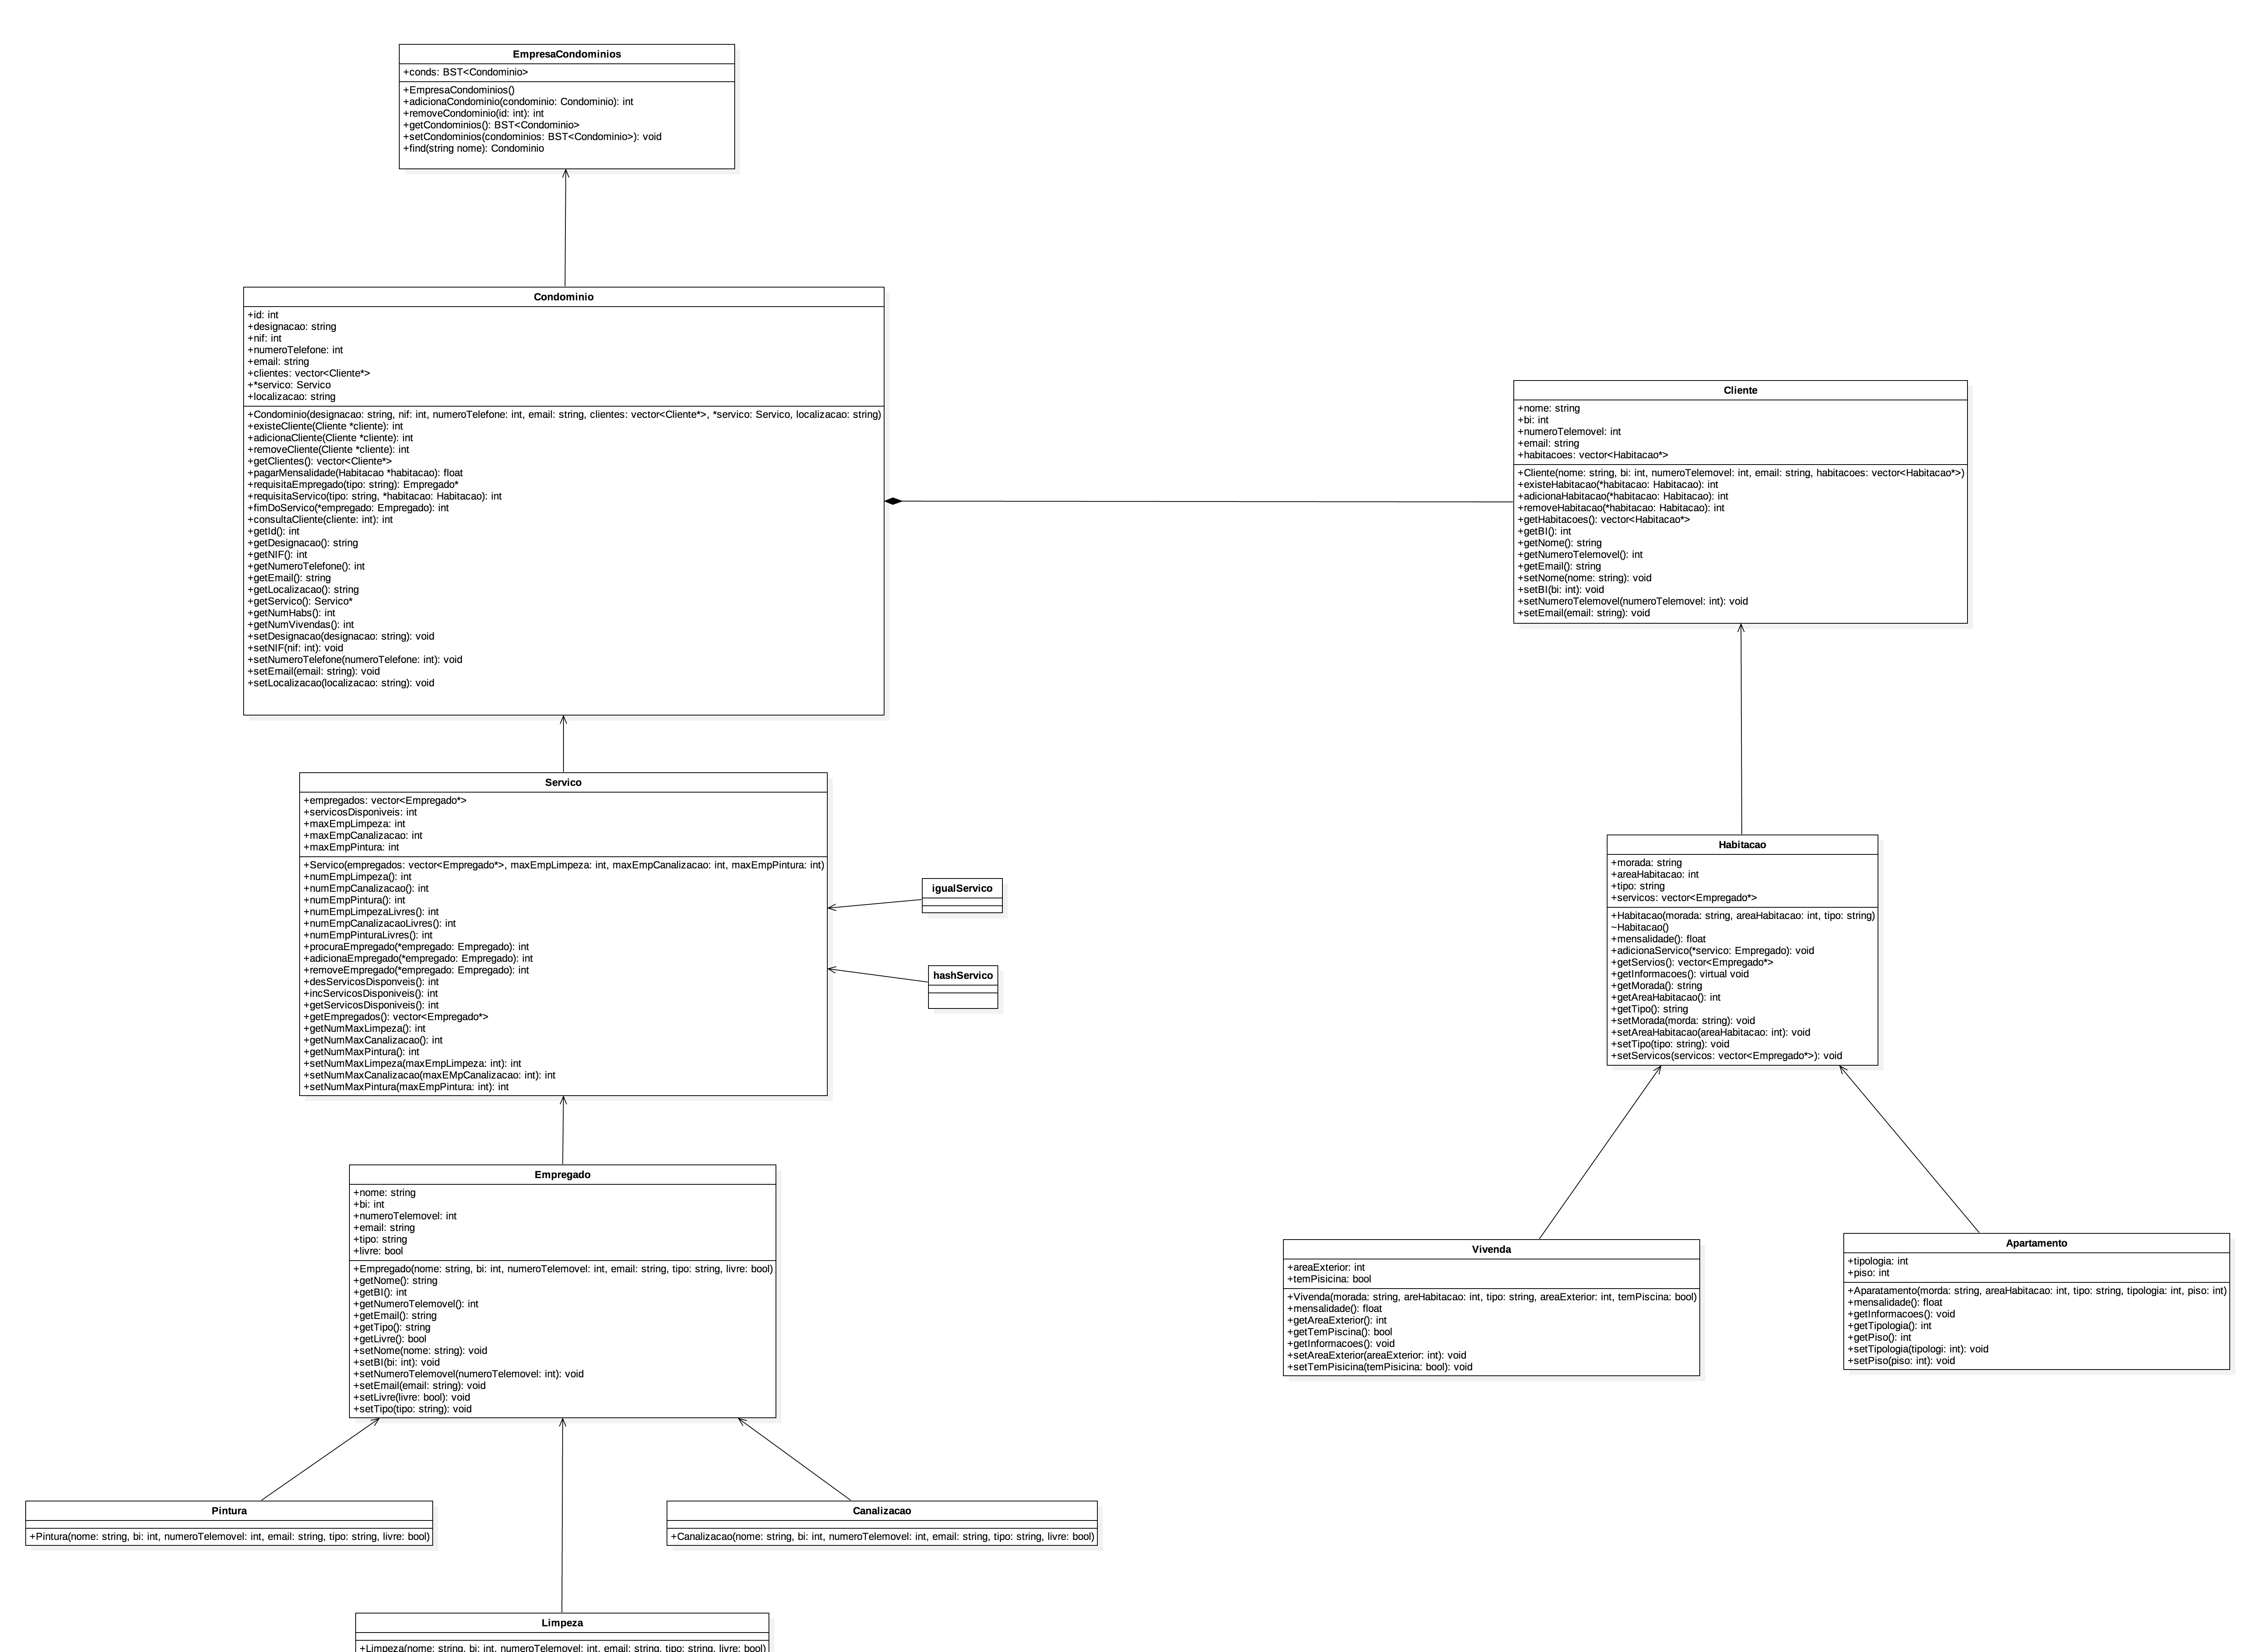 EmpresaCondominios
+conds: BST<Condominio>
+EmpresaCondominios()
+adicionaCondominio(condominio: Condominio): int
+removeCondominio(id: int): int
+getCondominios(): BST<Condominio>
+setCondominios(condominios: BST<Condominio>): void
+find(string nome): Condominio
Condominio
+id: int
+designacao: string
+nif: int
+numeroTelefone: int
+email: string
+clientes: vector<Cliente*>
+*servico: Servico
+localizacao: string
+Condominio(designacao: string, nif: int, numeroTelefone: int, email: string, clientes: vector<Cliente*>, *servico: Servico, localizacao: string)
+existeCliente(Cliente *cliente): int
+adicionaCliente(Cliente *cliente): int
+removeCliente(Cliente *cliente): int
+getClientes(): vector<Cliente*>
+pagarMensalidade(Habitacao *habitacao): float
+requisitaEmpregado(tipo: string): Empregado*
+requisitaServico(tipo: string, *habitacao: Habitacao): int
+fimDoServico(*empregado: Empregado): int
+consultaCliente(cliente: int): int
+getId(): int
+getDesignacao(): string
+getNIF(): int
+getNumeroTelefone(): int
+getEmail(): string
+getLocalizacao(): string
+getServico(): Servico*
+getNumHabs(): int
+getNumVivendas(): int
+setDesignacao(designacao: string): void
+setNIF(nif: int): void
+setNumeroTelefone(numeroTelefone: int): void
+setEmail(email: string): void
+setLocalizacao(localizacao: string): void
Cliente
+nome: string
+bi: int
+numeroTelemovel: int
+email: string
+habitacoes: vector<Habitacao*>
+Cliente(nome: string, bi: int, numeroTelemovel: int, email: string, habitacoes: vector<Habitacao*>)
+existeHabitacao(*habitacao: Habitacao): int
+adicionaHabitacao(*habitacao: Habitacao): int
+removeHabitacao(*habitacao: Habitacao): int
+getHabitacoes(): vector<Habitacao*>
+getBI(): int
+getNome(): string
+getNumeroTelemovel(): int
+getEmail(): string
+setNome(nome: string): void
+setBI(bi: int): void
+setNumeroTelemovel(numeroTelemovel: int): void
+setEmail(email: string): void
Servico
+empregados: vector<Empregado*>
+servicosDisponiveis: int
+maxEmpLimpeza: int
+maxEmpCanalizacao: int
+maxEmpPintura: int
+Servico(empregados: vector<Empregado*>, maxEmpLimpeza: int, maxEmpCanalizacao: int, maxEmpPintura: int)
+numEmpLimpeza(): int
+numEmpCanalizacao(): int
+numEmpPintura(): int
+numEmpLimpezaLivres(): int
+numEmpCanalizacaoLivres(): int
+numEmpPinturaLivres(): int
+procuraEmpregado(*empregado: Empregado): int
+adicionaEmpregado(*empregado: Empregado): int
+removeEmpregado(*empregado: Empregado): int
+desServicosDisponveis(): int
+incServicosDisponiveis(): int
+getServicosDisponiveis(): int
+getEmpregados(): vector<Empregado*>
+getNumMaxLimpeza(): int
+getNumMaxCanalizacao(): int
+getNumMaxPintura(): int
+setNumMaxLimpeza(maxEmpLimpeza: int): int
+setNumMaxCanalizacao(maxEMpCanalizacao: int): int
+setNumMaxPintura(maxEmpPintura: int): int
igualServico
hashServico
Habitacao
+morada: string
+areaHabitacao: int
+tipo: string
+servicos: vector<Empregado*>
+Habitacao(morada: string, areaHabitacao: int, tipo: string)
~Habitacao()
+mensalidade(): float
+adicionaServico(*servico: Empregado): void
+getServios(): vector<Empregado*>
+getInformacoes(): virtual void
+getMorada(): string
+getAreaHabitacao(): int
+getTipo(): string
+setMorada(morda: string): void
+setAreaHabitacao(areaHabitacao: int): void
+setTipo(tipo: string): void
+setServicos(servicos: vector<Empregado*>): void
Empregado
+nome: string
+bi: int
+numeroTelemovel: int
+email: string
+tipo: string
+livre: bool
+Empregado(nome: string, bi: int, numeroTelemovel: int, email: string, tipo: string, livre: bool)
+getNome(): string
+getBI(): int
+getNumeroTelemovel(): int
+getEmail(): string
+getTipo(): string
+getLivre(): bool
+setNome(nome: string): void
+setBI(bi: int): void
+setNumeroTelemovel(numeroTelemovel: int): void
+setEmail(email: string): void
+setLivre(livre: bool): void
+setTipo(tipo: string): void
Vivenda
+areaExterior: int
+temPisicina: bool
+Vivenda(morada: string, areHabitacao: int, tipo: string, areaExterior: int, temPiscina: bool)
+mensalidade(): float
+getAreaExterior(): int
+getTemPiscina(): bool
+getInformacoes(): void
+setAreaExterior(areaExterior: int): void
+setTemPisicina(temPisicina: bool): void
Apartamento
+tipologia: int
+piso: int
+Aparatamento(morda: string, areaHabitacao: int, tipo: string, tipologia: int, piso: int)
+mensalidade(): float
+getInformacoes(): void
+getTipologia(): int
+getPiso(): int
+setTipologia(tipologi: int): void
+setPiso(piso: int): void
Pintura
+Pintura(nome: string, bi: int, numeroTelemovel: int, email: string, tipo: string, livre: bool)
Canalizacao
+Canalizacao(nome: string, bi: int, numeroTelemovel: int, email: string, tipo: string, livre: bool)
Limpeza
+Limpeza(nome: string, bi: int, numeroTelemovel: int, email: string, tipo: string, livre: bool)